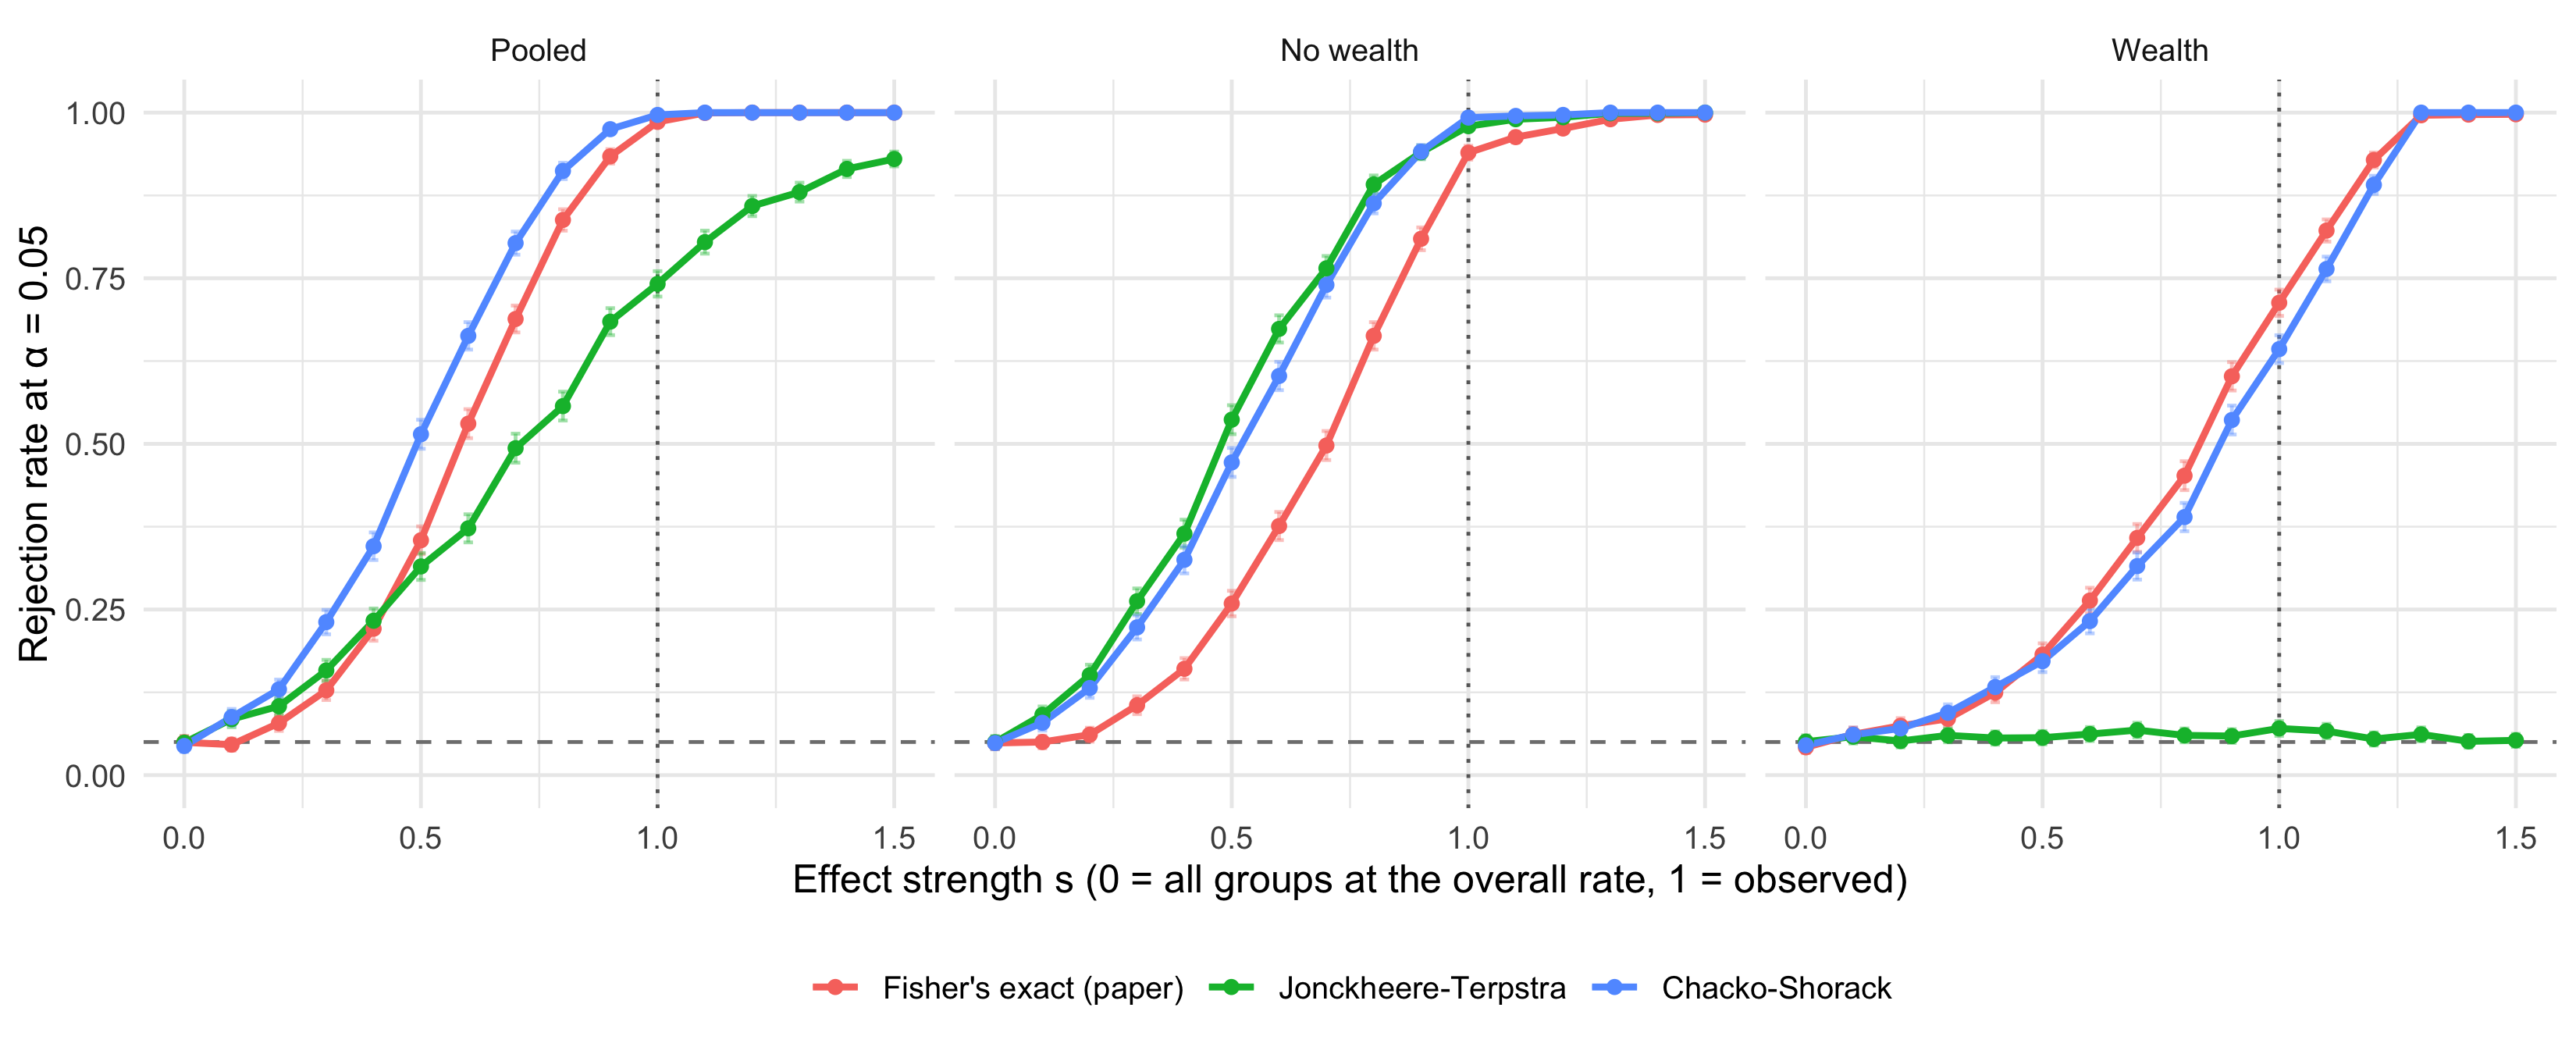 Pooled No wealth Wealth
Rejection rate at α = 0.05
1.00
0.75
0.50
0.25
0.00
0.0 0.5 1.0 1.5 0.0 0.5 1.0 1.5 0.0 0.5 1.0 1.5
Effect strength s (0 = all groups at the overall rate, 1 = observed)
Fisher's exact (paper) Jonckheere-Terpstra Chacko-Shorack